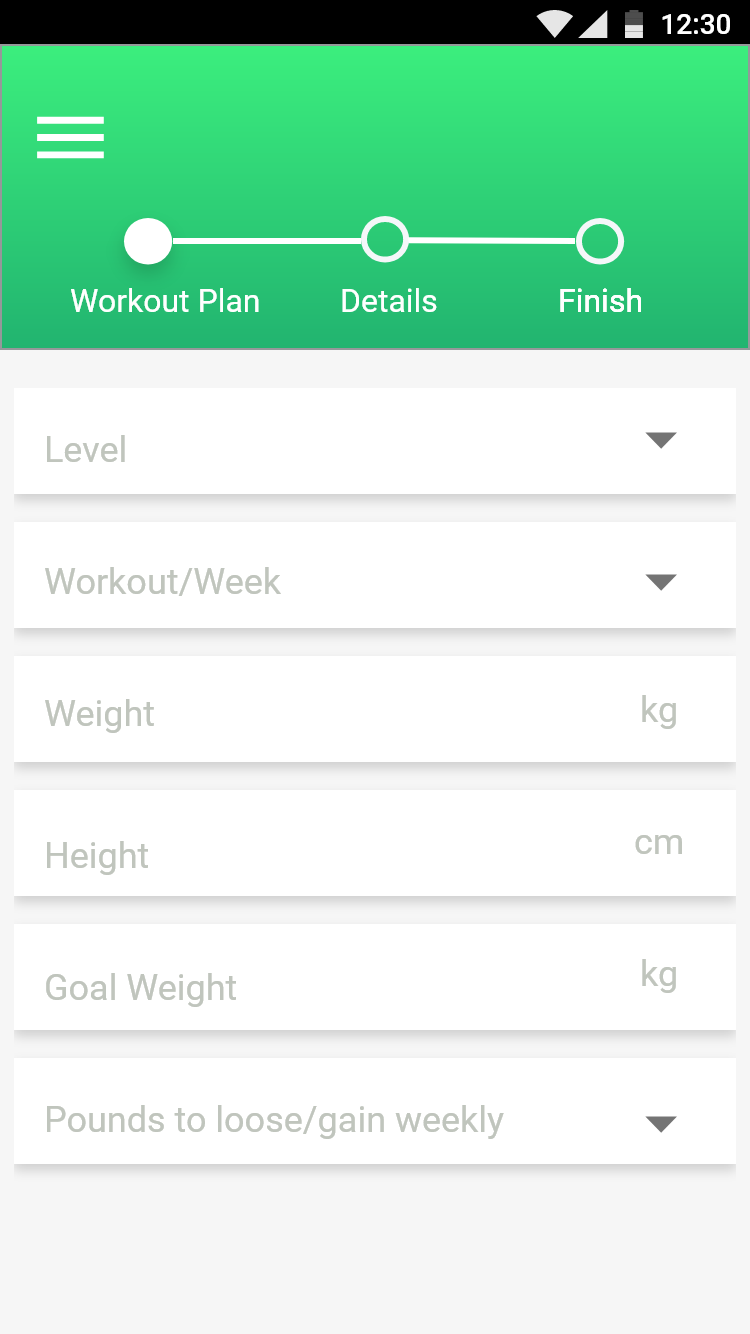 12:30
Workout Plan Details Finish
Level
Workout/Week
Weight kg
Height cm
Goal Weight kg
Pounds to loose/gain weekly